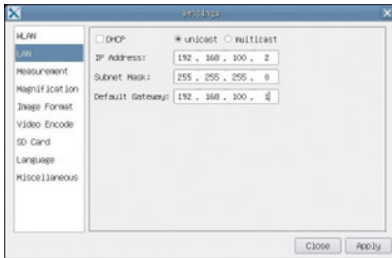 Settings
WLAN
LAN
Measurement
Magnification
Image Format
Video Encode
SD Card
Language
Miscellaneous
DHCP unicast multicast
IP Address: 192 . 168 . 100 . 2
Subnet Mask: 255 . 255 . 255 . 0
Default Gateway: 192 . 168 . 100 . 1
Close Apply